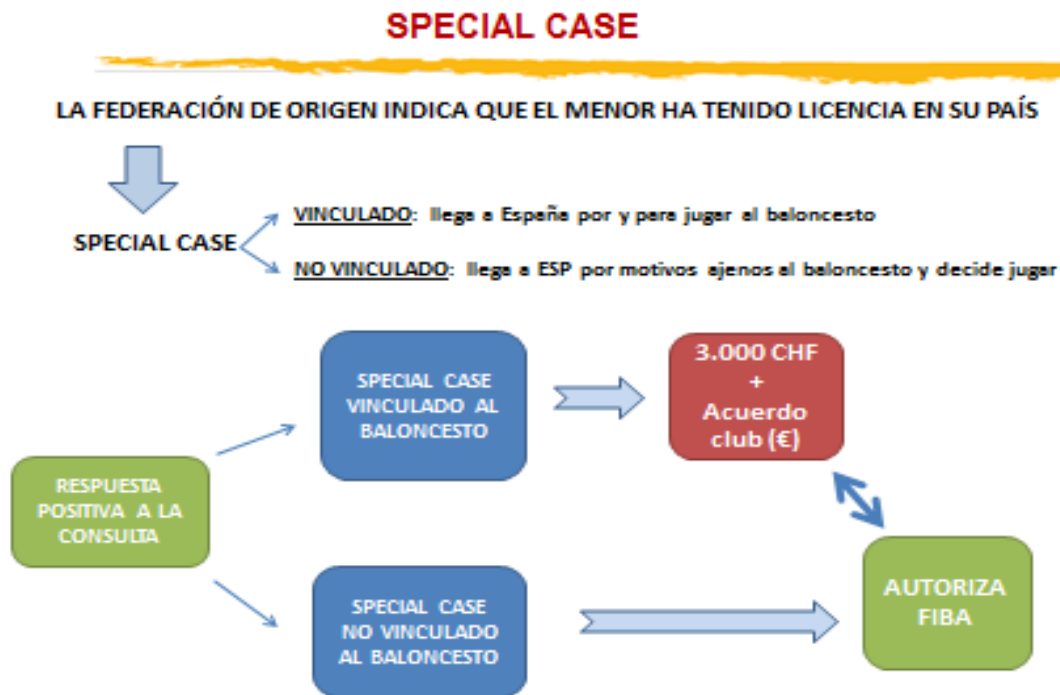 SPECIAL CASE
LA FEDERACIÓN DE ORIGEN INDICA QUE EL MENOR HA TENIDO LICENCIA EN SU PAÍS
SPECIAL CASE
VINCULADO: llega a España por y para jugar al baloncesto
NO VINCULADO: llega a ESP por motivos ajenos al baloncesto y decide jugar
SPECIAL CASE
VINCULADO AL
BALONCESTO
3.000 CHF
+
Acuerdo
club (€)
RESPUESTA
POSITIVA A LA
CONSULTA
SPECIAL CASE
NO VINCULADO
AL BALONCESTO
AUTORIZA
FIBA